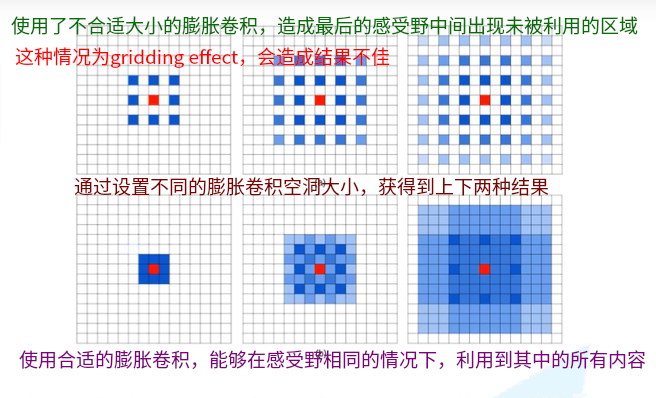 使用了不合适大小的膨胀卷积，造成最后的感受野中间出现未被利用的区域
这种情况为gridding effect，会造成结果不佳
通过设置不同的膨胀卷积空洞大小，获得到上下两种结果
使用合适的膨胀卷积，能够在感受野相同的情况下，利用到其中的所有内容